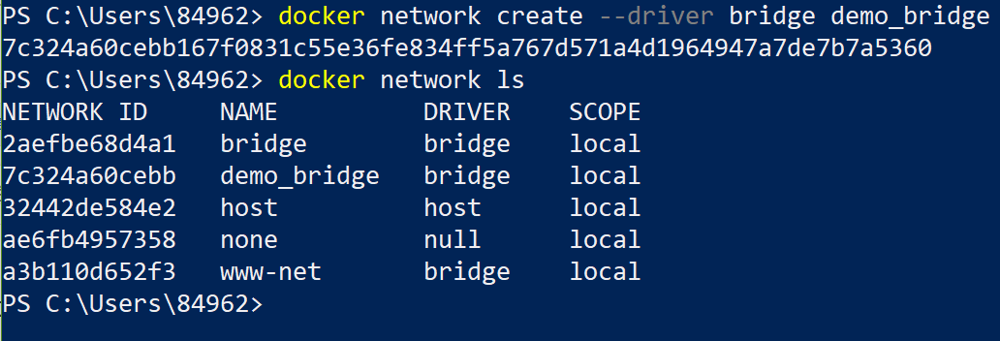 PS C:\Users\84962> docker network create --driver bridge demo_bridge
7c324a60cebb167f0831c55e36fe834ff5a767d571a4d1964947a7de7b7a5360
PS C:\Users\84962> docker network ls
NETWORK ID     NAME          DRIVER    SCOPE
2aefbe68d4a1   bridge        bridge    local
7c324a60cebb   demo_bridge   bridge    local
32442de584e2   host          host      local
ae6fb4957358   none          null      local
a3b110d652f3   www-net       bridge    local
PS C:\Users\84962>